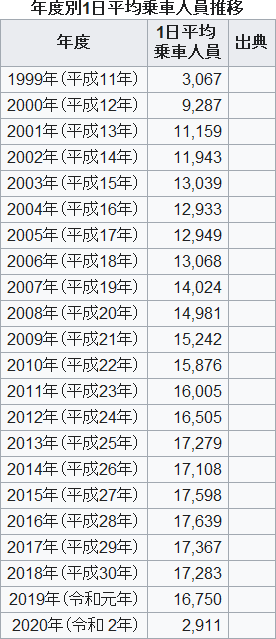 年度別1日平均乗車人員推移
年度 1日平均乗車人員 出典
1999年(平成11年) 3,067
2000年(平成12年) 9,287
2001年(平成13年) 11,159
2002年(平成14年) 11,943
2003年(平成15年) 13,039
2004年(平成16年) 12,933
2005年(平成17年) 12,949
2006年(平成18年) 13,068
2007年(平成19年) 14,024
2008年(平成20年) 14,981
2009年(平成21年) 15,242
2010年(平成22年) 15,876
2011年(平成23年) 16,005
2012年(平成24年) 16,505
2013年(平成25年) 17,279
2014年(平成26年) 17,108
2015年(平成27年) 17,598
2016年(平成28年) 17,639
2017年(平成29年) 17,367
2018年(平成30年) 17,283
2019年(令和元年) 16,750
2020年(令和 2年) 2,911